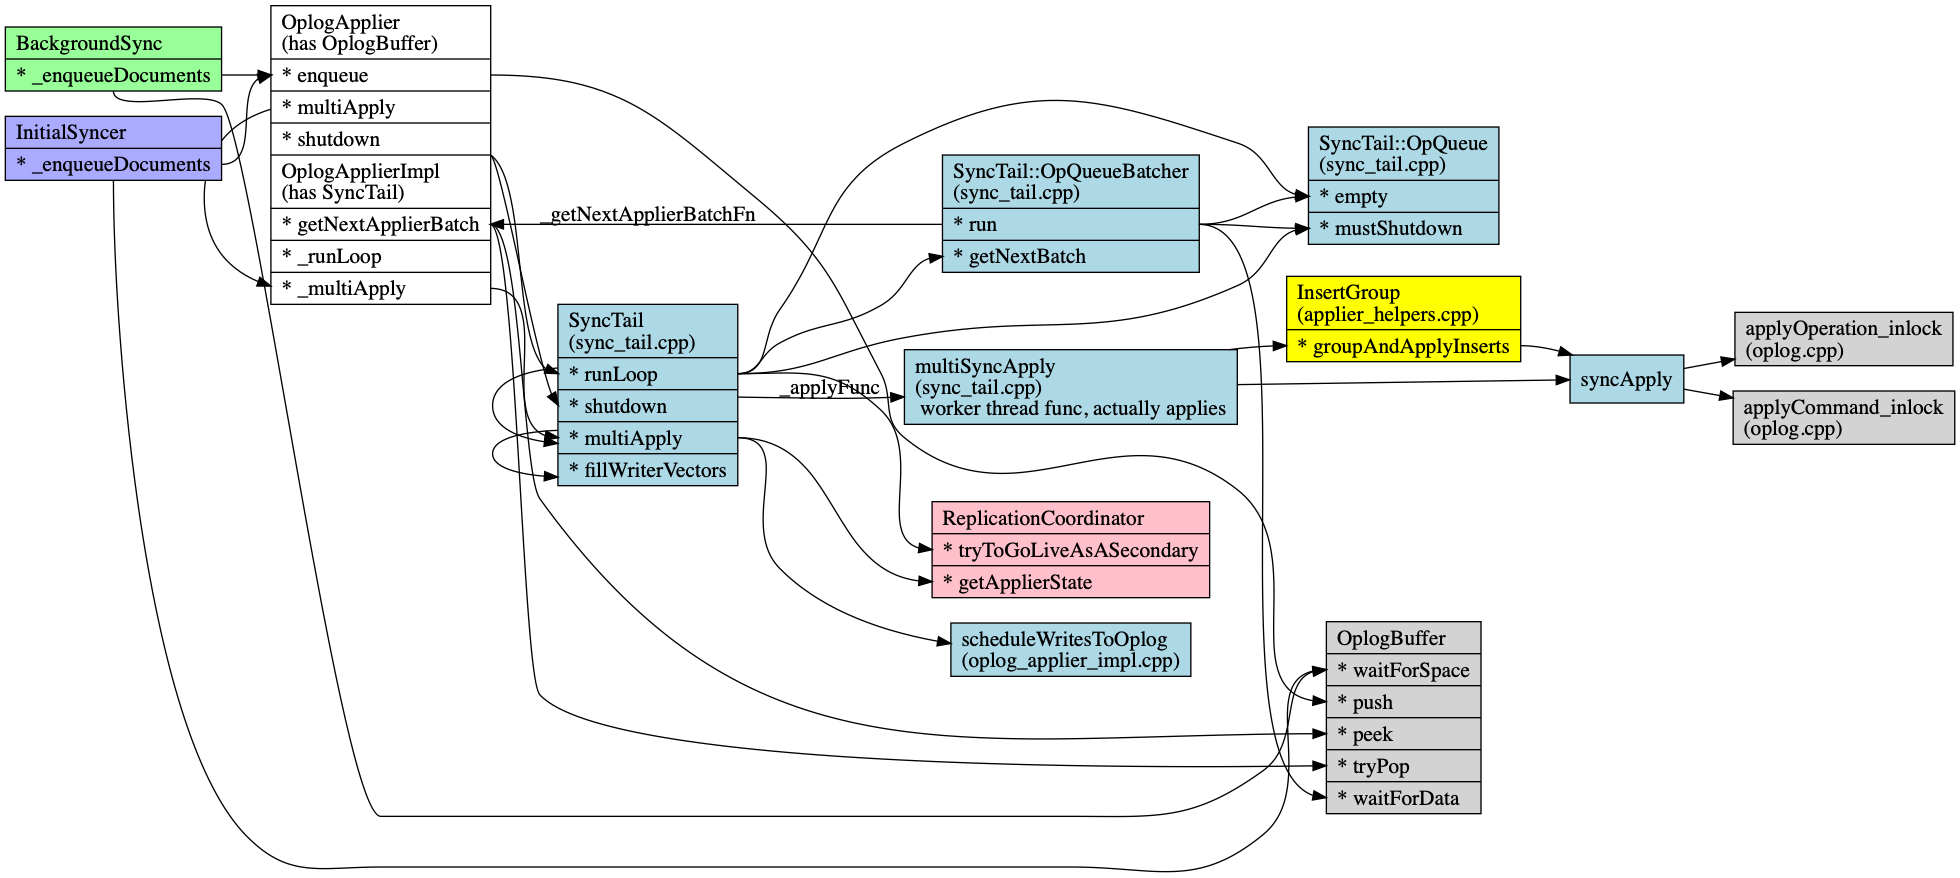 BackgroundSync
* _enqueueDocuments
InitialSyncer
* _enqueueDocuments
OplogApplier
(has OplogBuffer)
* enqueue
* multiApply
* shutdown
OplogApplierImpl
(has SyncTail)
* getNextApplierBatch
* _runLoop
* _multiApply
_getNextApplierBatchFn
SyncTail
(sync_tail.cpp)
* runLoop
* shutdown
* multiApply
* fillWriterVectors
_applyFunc
SyncTail::OpQueueBatcher
(sync_tail.cpp)
* run
* getNextBatch
multiSyncApply
(sync_tail.cpp)
worker thread func, actually applies
ReplicationCoordinator
* tryToGoLiveAsASecondary
* getApplierState
scheduleWritesToOplog
(oplog_applier_impl.cpp)
SyncTail::OpQueue
(sync_tail.cpp)
* empty
* mustShutdown
InsertGroup
(applier_helpers.cpp)
* groupAndApplyInserts
OplogBuffer
* waitForSpace
* push
* peek
* tryPop
* waitForData
syncApply
applyOperation_inlock
(oplog.cpp)
applyCommand_inlock
(oplog.cpp)